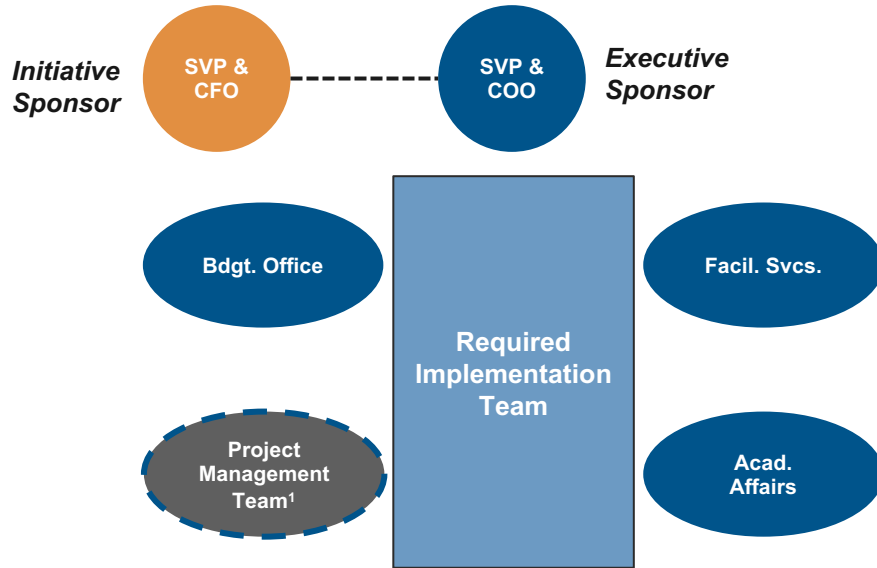 Initiative
Sponsor
SVP &
CFO
SVP &
COO
Executive
Sponsor
Bdgt. Office
Facil. Svcs.
Required
Implementation
Team
Project
Management
Team¹
Acad.
Affairs